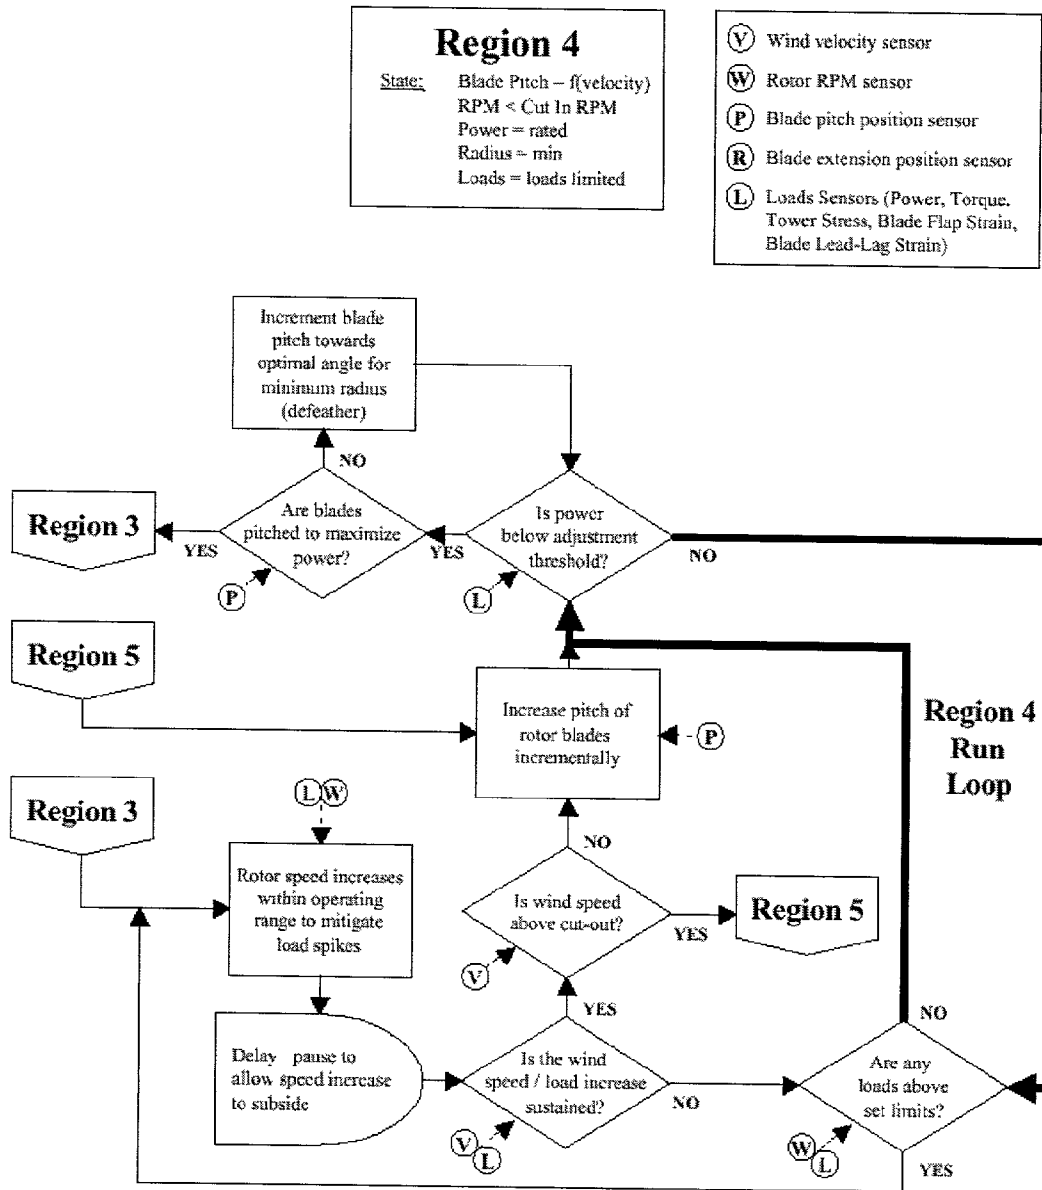 Region 4
State: Blade Pitch = f(velocity)
RPM < Cut In RPM
Power = rated
Radius = min
Loads = loads limited
V Wind velocity sensor
W Rotor RPM sensor
P Blade pitch position sensor
R Blade extension position sensor
L Loads Sensors (Power, Torque,
Tower Stress, Blade Flap Strain,
Blade Lead-Lag Strain)
Increment blade
pitch towards
optimal angle for
minimum radius
(defeather)
NO
Region 3
YES
Are blades
pitched to maximize
power?
P
YES
Is power
below adjustment
threshold?
L
NO
Region 5
Increase pitch of
rotor blades
incrementally
P
Region 4
Run
Loop
Region 3
L W
Rotor speed increases
within operating
range to mitigate
load spikes
NO
Is wind speed
above cut-out?
V
YES
Region 5
Delay pause to
allow speed increase
to subside
YES
Is the wind
speed / load increase
sustained?
V
L
NO
NO
Are any
loads above
set limits?
W
L
YES